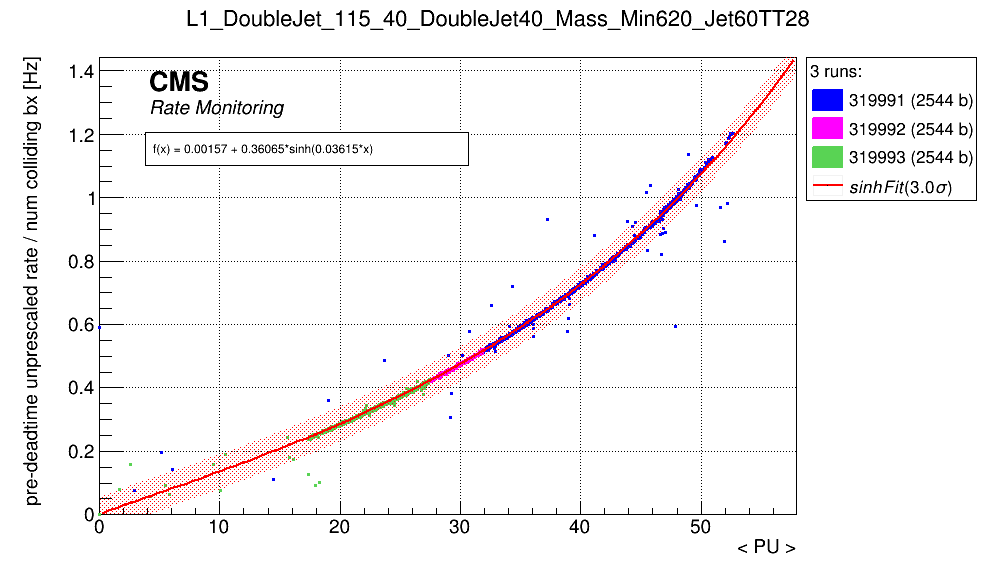 L1_DoubleJet_115_40_DoubleJet40_Mass_Min620_Jet60TT28
pre-deadtime unprescaled rate / num colliding bx [Hz]
CMS
Rate Monitoring
f(x) = 0.00157 + 0.36065*sinh(0.03615*x)
3 runs:
319991 (2544 b)
319992 (2544 b)
319993 (2544 b)
sinhFit(3.0σ)
1.4
1.2
1
0.8
0.6
0.4
0.2
0
0 10 20 30 40 50
< PU >